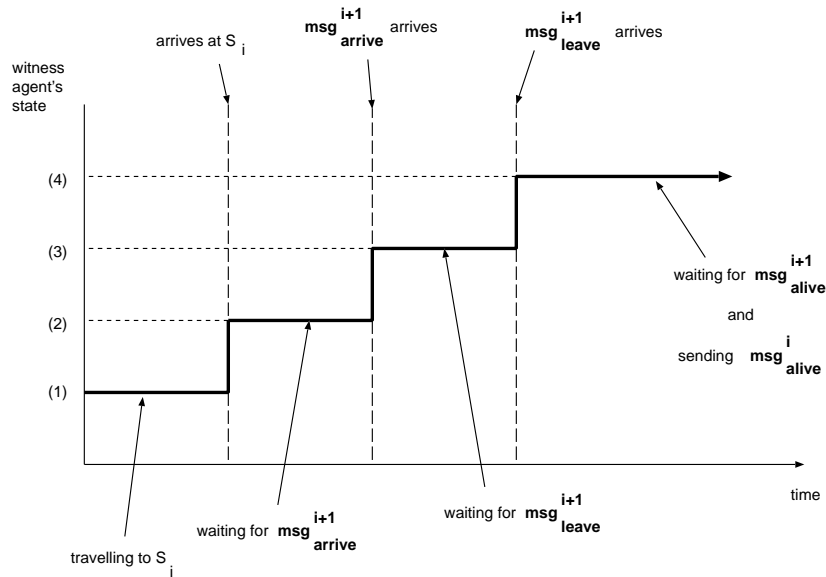 arrives at S i
msg i+1 arrive arrives
msg i+1 leave arrives
witness
agent's
state
(4)
(3)
(2)
(1)
waiting for msg i+1 alive
and
sending msg i alive
time
waiting for msg i+1 leave
waiting for msg i+1 arrive
travelling to S i